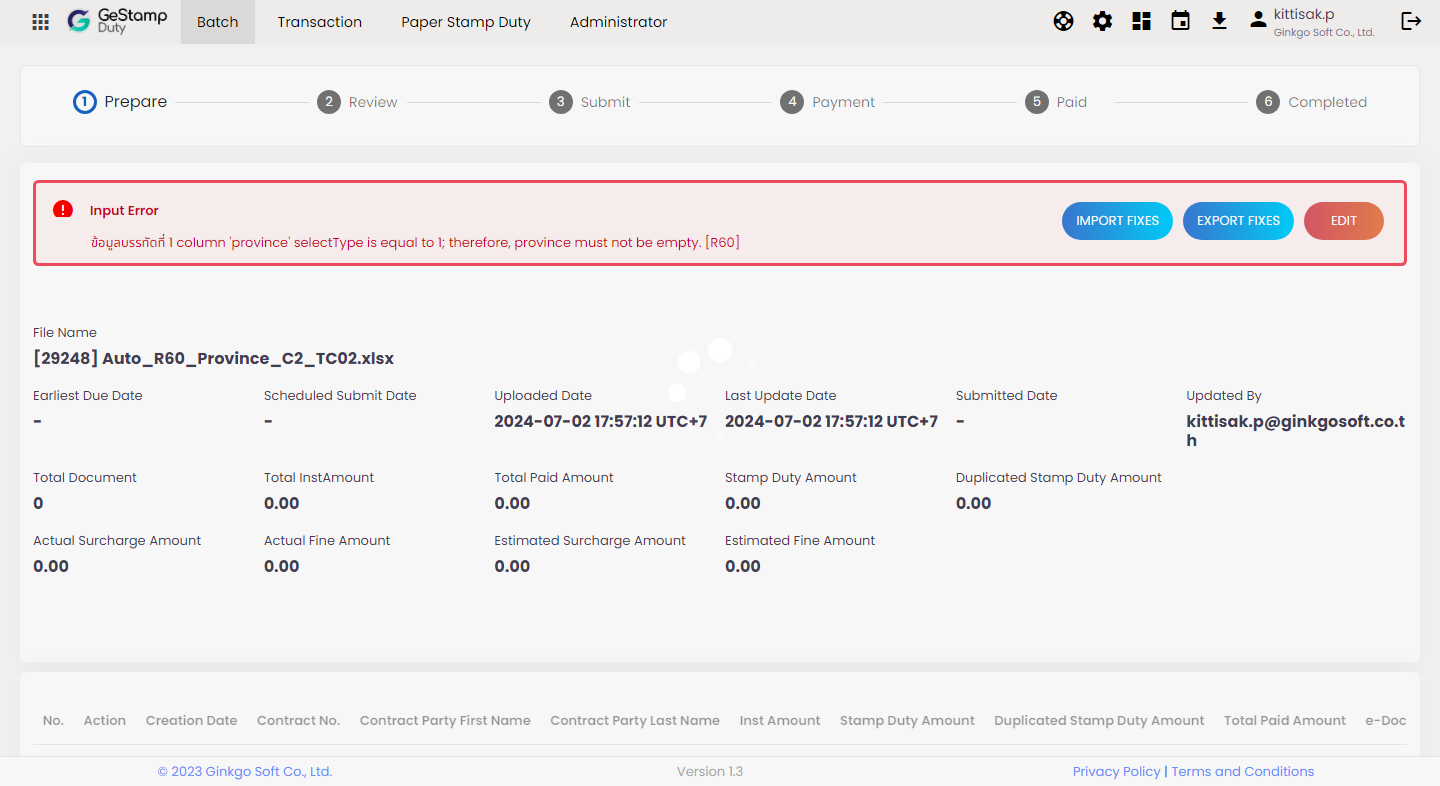 GeStamp
Duty
Batch
Transaction
Paper Stamp Duty
Administrator
kittisak.p
Ginkgo Soft Co., Ltd.
1 Prepare
2 Review
3 Submit
4 Payment
5 Paid
6 Completed
Input Error
ข้อมูลบรรทัดที่ 1 column 'province' selectType is equal to 1; therefore, province must not be empty. [R60]
IMPORT FIXES
EXPORT FIXES
EDIT
File Name
[29248] Auto_R60_Province_C2_TC02.xlsx
Earliest Due Date
-
Scheduled Submit Date
-
Uploaded Date
2024-07-02 17:57:12 UTC+7
Last Update Date
2024-07-02 17:57:12 UTC+7
Submitted Date
-
Updated By
kittisak.p@ginkgosoft.co.t
h
Total Document
0
Total InstAmount
0.00
Total Paid Amount
0.00
Stamp Duty Amount
0.00
Duplicated Stamp Duty Amount
0.00
Actual Surcharge Amount
0.00
Actual Fine Amount
0.00
Estimated Surcharge Amount
0.00
Estimated Fine Amount
0.00
No. Action Creation Date Contract No. Contract Party First Name Contract Party Last Name Inst Amount Stamp Duty Amount Duplicated Stamp Duty Amount Total Paid Amount e-Doc
© 2023 Ginkgo Soft Co., Ltd.
Version 1.3
Privacy Policy | Terms and Conditions